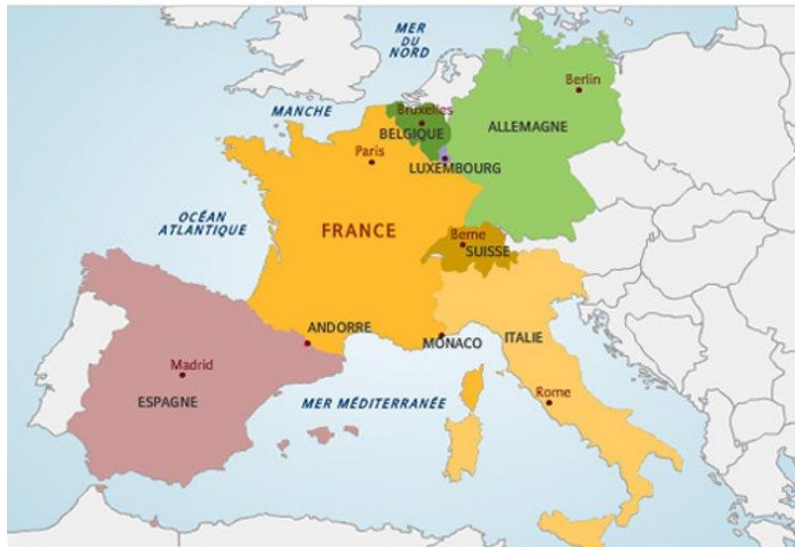 MER
DU
NORD
Berlin
MANCHE
Bruxelles
BELGIQUE
ALLEMAGNE
Paris
LUXEMBOURG
OCÉAN
ATLANTIQUE
FRANCE
Berne
SUISSE
ANDORRE
MONACO
ITALIE
Madrid
ESPAGNE
MER MÉDITERRANÉE
Rome